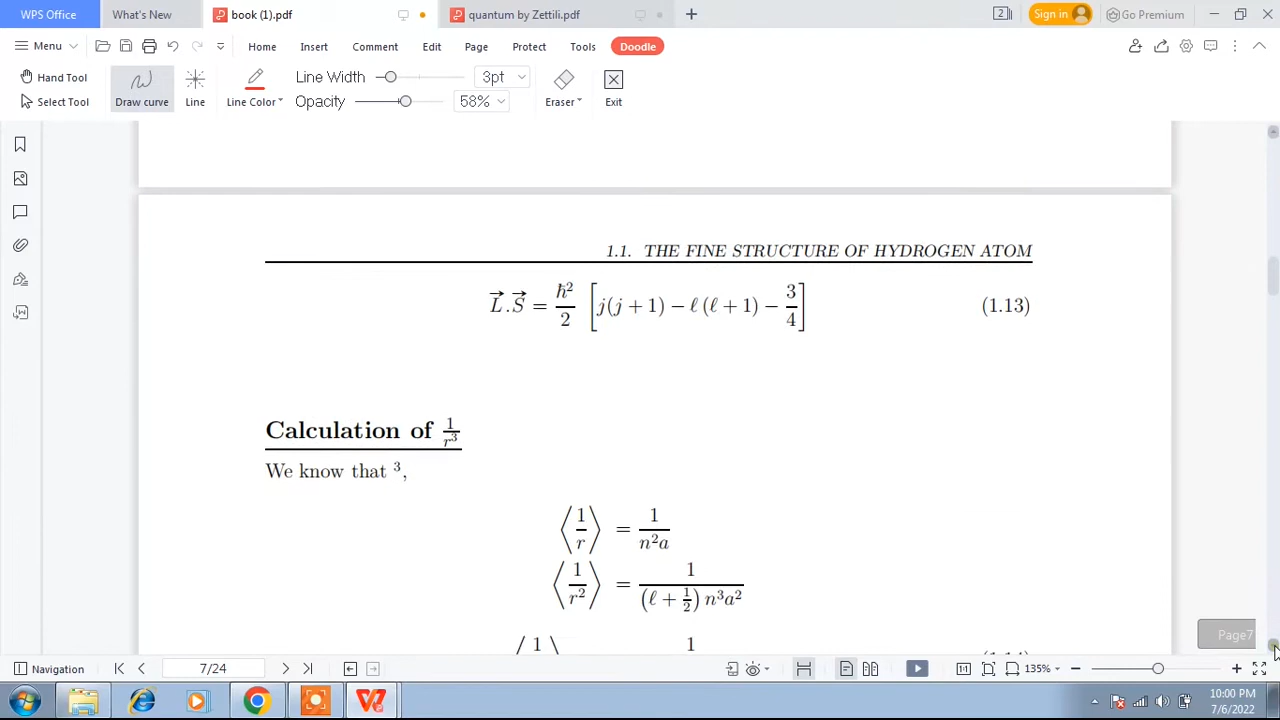 WPS Office What's New book (1).pdf quantum by Zettili.pdf 2 Sign in Go Premium
Menu Home Insert Comment Edit Page Protect Tools Doodle
Hand Tool Line Width 3pt
Select Tool Draw curve Line Line Color Opacity 58% Eraser Exit
1.1. THE FINE STRUCTURE OF HYDROGEN ATOM
L⃗.S⃗ = ħ²/2 [j(j + 1) − ℓ(ℓ + 1) − 3/4] (1.13)
Calculation of 1/r³
We know that ³,
⟨1/r⟩ = 1/n²a
⟨1/r²⟩ = 1/(ℓ + 1/2) n³a²
Page7
Navigation 7/24 135%
10:00 PM
7/6/2022